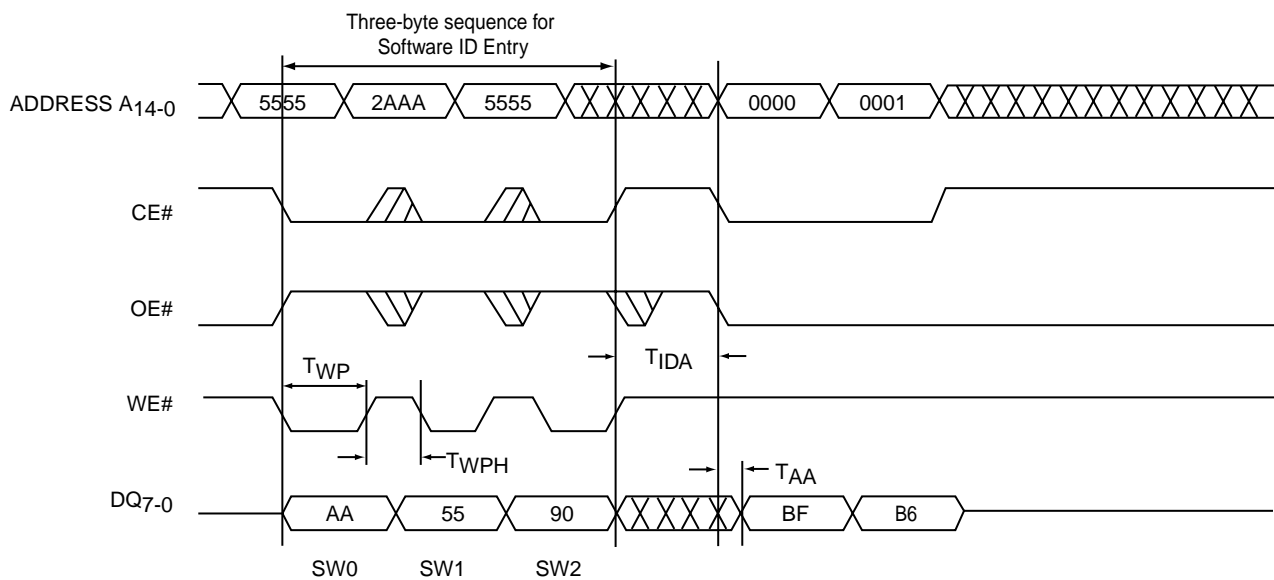 Three-byte sequence for
Software ID Entry
ADDRESS A14-0
5555 2AAA 5555 0000 0001
CE#
OE#
TIDA
TWP
WE#
TWPH
TAA
DQ7-0
AA 55 90 BF B6
SW0 SW1 SW2